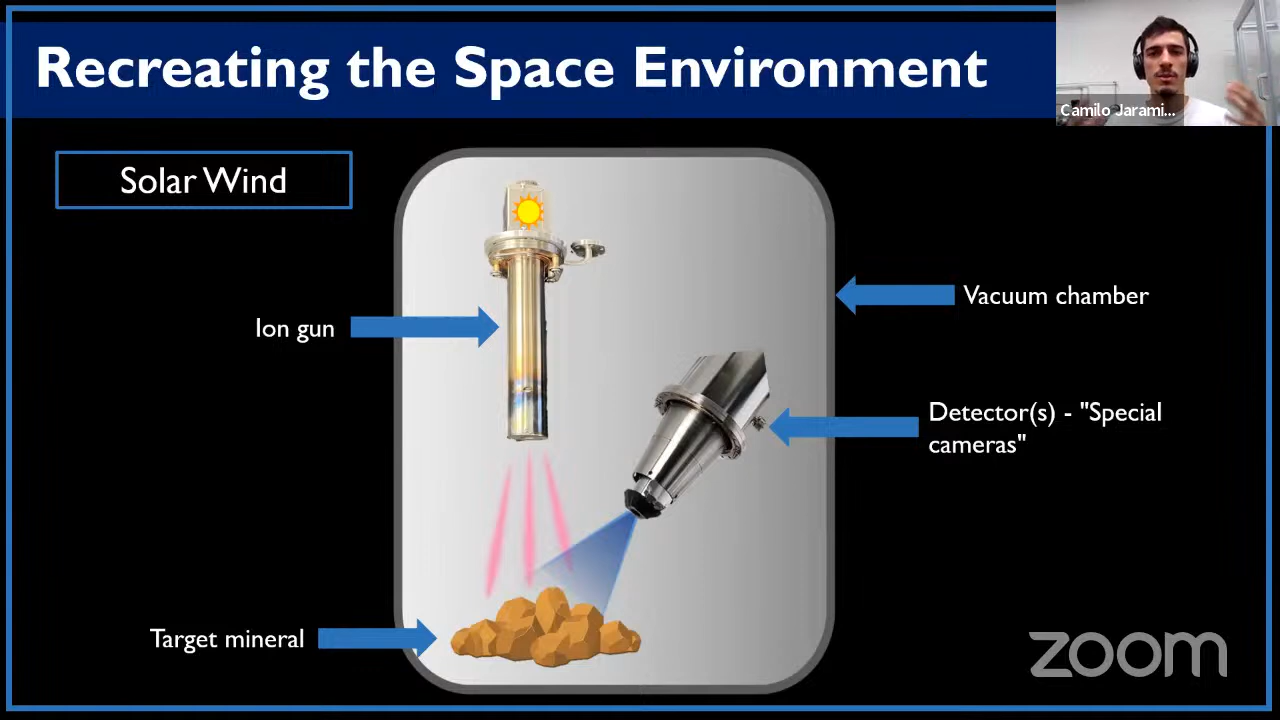 Recreating the Space Environment
Camilo Jarami...
Solar Wind
Vacuum chamber
Ion gun
Detector(s) - "Special
cameras"
Target mineral
zoom